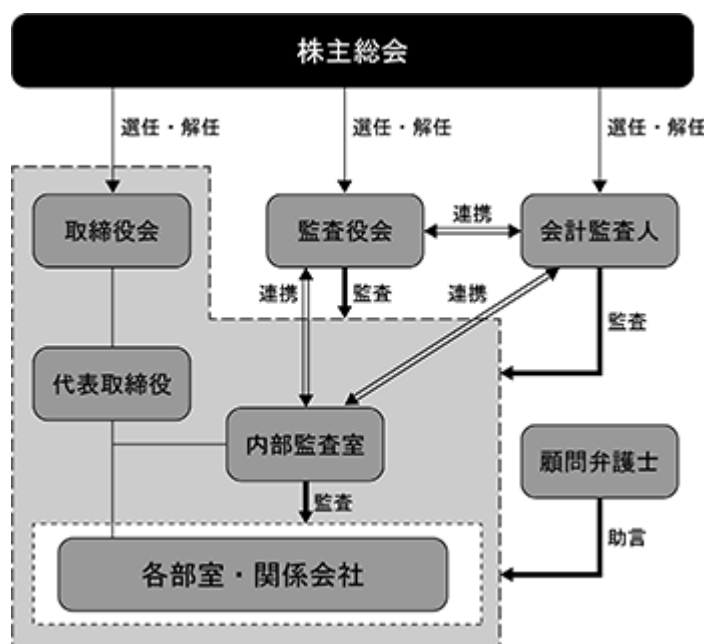 株主総会
選任・解任
選任・解任
選任・解任
取締役会
監査役会
連携
会計監査人
連携
監査
連携
監査
代表取締役
内部監査室
顧問弁護士
監査
助言
各部室・関係会社